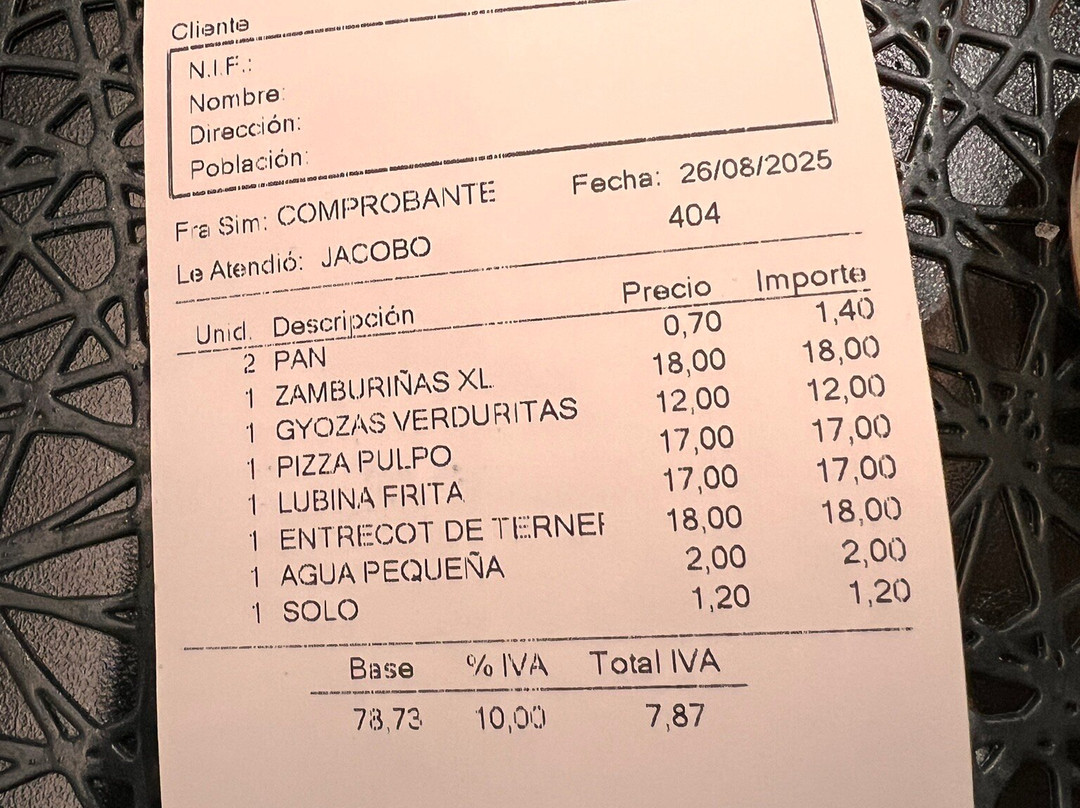 Cliente
N.I.F.:
Nombre:
Dirección:
Población:
Fra Sim: COMPROBANTE Fecha: 26/08/2025
Le Atendió: JACOBO 404
Unid. Descripción Precio Importe
2 PAN 0,70 1,40
1 ZAMBURIÑAS XL 18,00 18,00
1 GYOZAS VERDURITAS 12,00 12,00
1 PIZZA PULPO 17,00 17,00
1 LUBINA FRITA 17,00 17,00
1 ENTRECOT DE TERNER 18,00 18,00
1 AGUA PEQUEÑA 2,00 2,00
1 SOLO 1,20 1,20
Base % IVA Total IVA
78,73 10,00 7,87